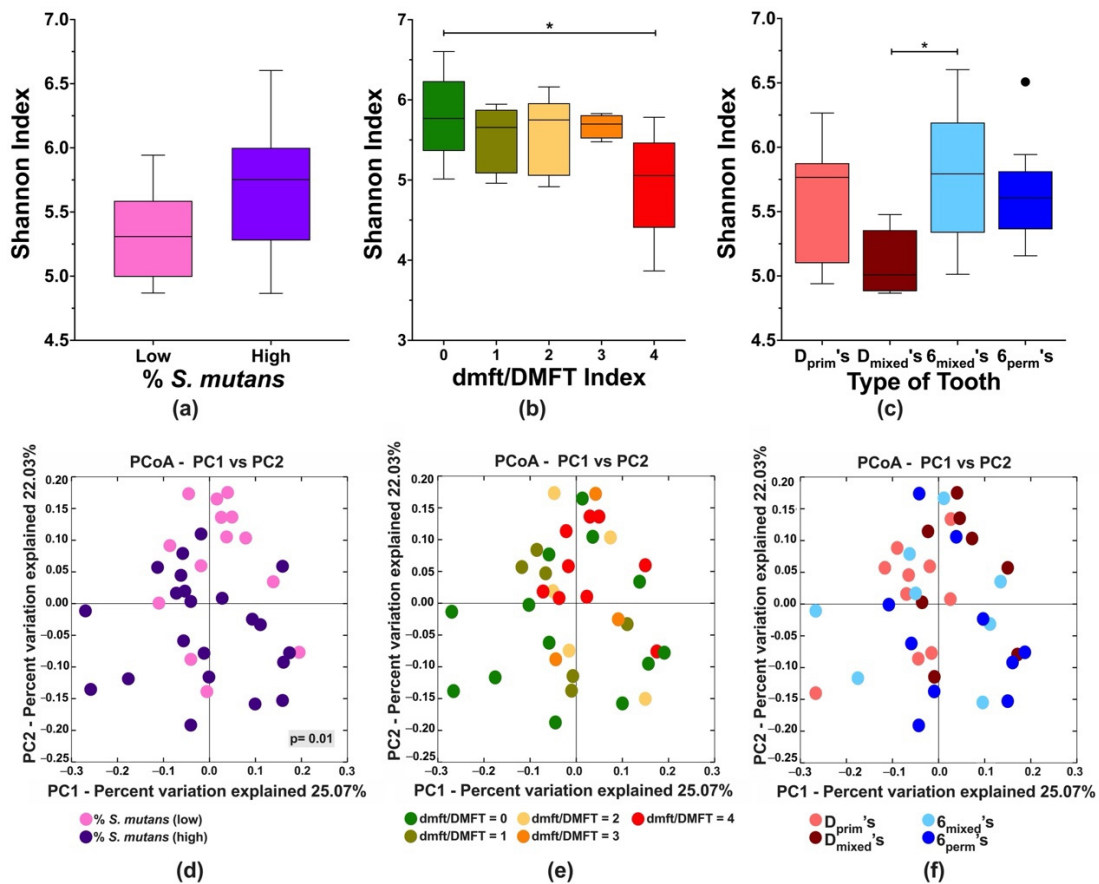 Shannon Index
7.0
6.5
6.0
5.5
5.0
4.5
Low
High
% S. mutans
(a)
Shannon Index
7
6
5
4
3
*
0
1
2
3
4
dmft/DMFT Index
(b)
Shannon Index
7.0
6.5
6.0
5.5
5.0
4.5
*
Dprim's
Dmixed's
6mixed's
6perm's
Type of Tooth
(c)
PCoA - PC1 vs PC2
PC2 - Percent variation explained 22.03%
0.20
0.15
0.10
0.05
0.00
−0.05
−0.10
−0.15
−0.20
−0.25
p= 0.01
−0.3
−0.2
−0.1
0.0
0.1
0.2
0.3
PC1 - Percent variation explained 25.07%
% S. mutans (low)
% S. mutans (high)
(d)
PCoA - PC1 vs PC2
PC2 - Percent variation explained 22.03%
0.20
0.15
0.10
0.05
0.00
−0.05
−0.10
−0.15
−0.20
−0.25
−0.3
−0.2
−0.1
0.0
0.1
0.2
0.3
PC1 - Percent variation explained 25.07%
dmft/DMFT = 0
dmft/DMFT = 2
dmft/DMFT = 4
dmft/DMFT = 1
dmft/DMFT = 3
(e)
PCoA - PC1 vs PC2
PC2 - Percent variation explained 22.03%
0.20
0.15
0.10
0.05
0.00
−0.05
−0.10
−0.15
−0.20
−0.25
−0.3
−0.2
−0.1
0.0
0.1
0.2
0.3
PC1 - Percent variation explained 25.07%
Dprim's
6mixed's
Dmixed's
6perm's
(f)